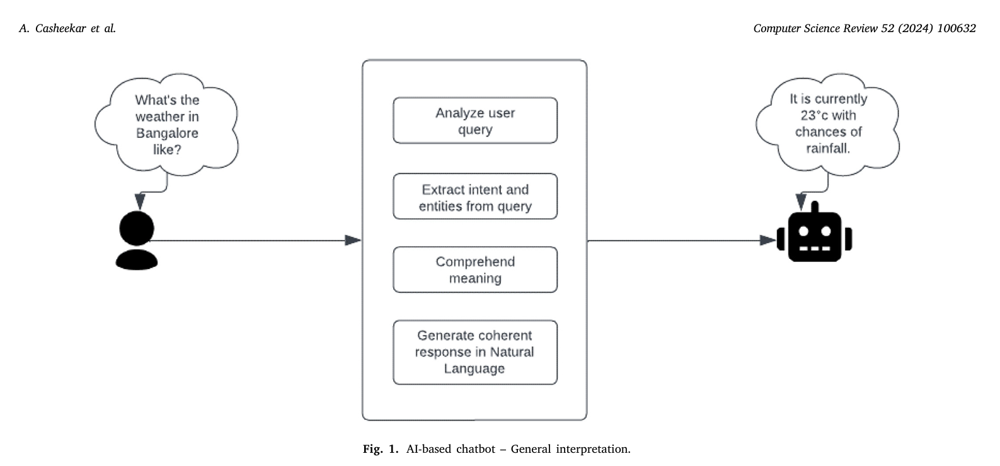 A. Casheekar et al.
Computer Science Review 52 (2024) 100632
What's the
weather in
Bangalore
like?
Analyze user
query
Extract intent and
entities from query
Comprehend
meaning
Generate coherent
response in Natural
Language
It is currently
23°c with
chances of
rainfall.
Fig. 1. AI-based chatbot – General interpretation.